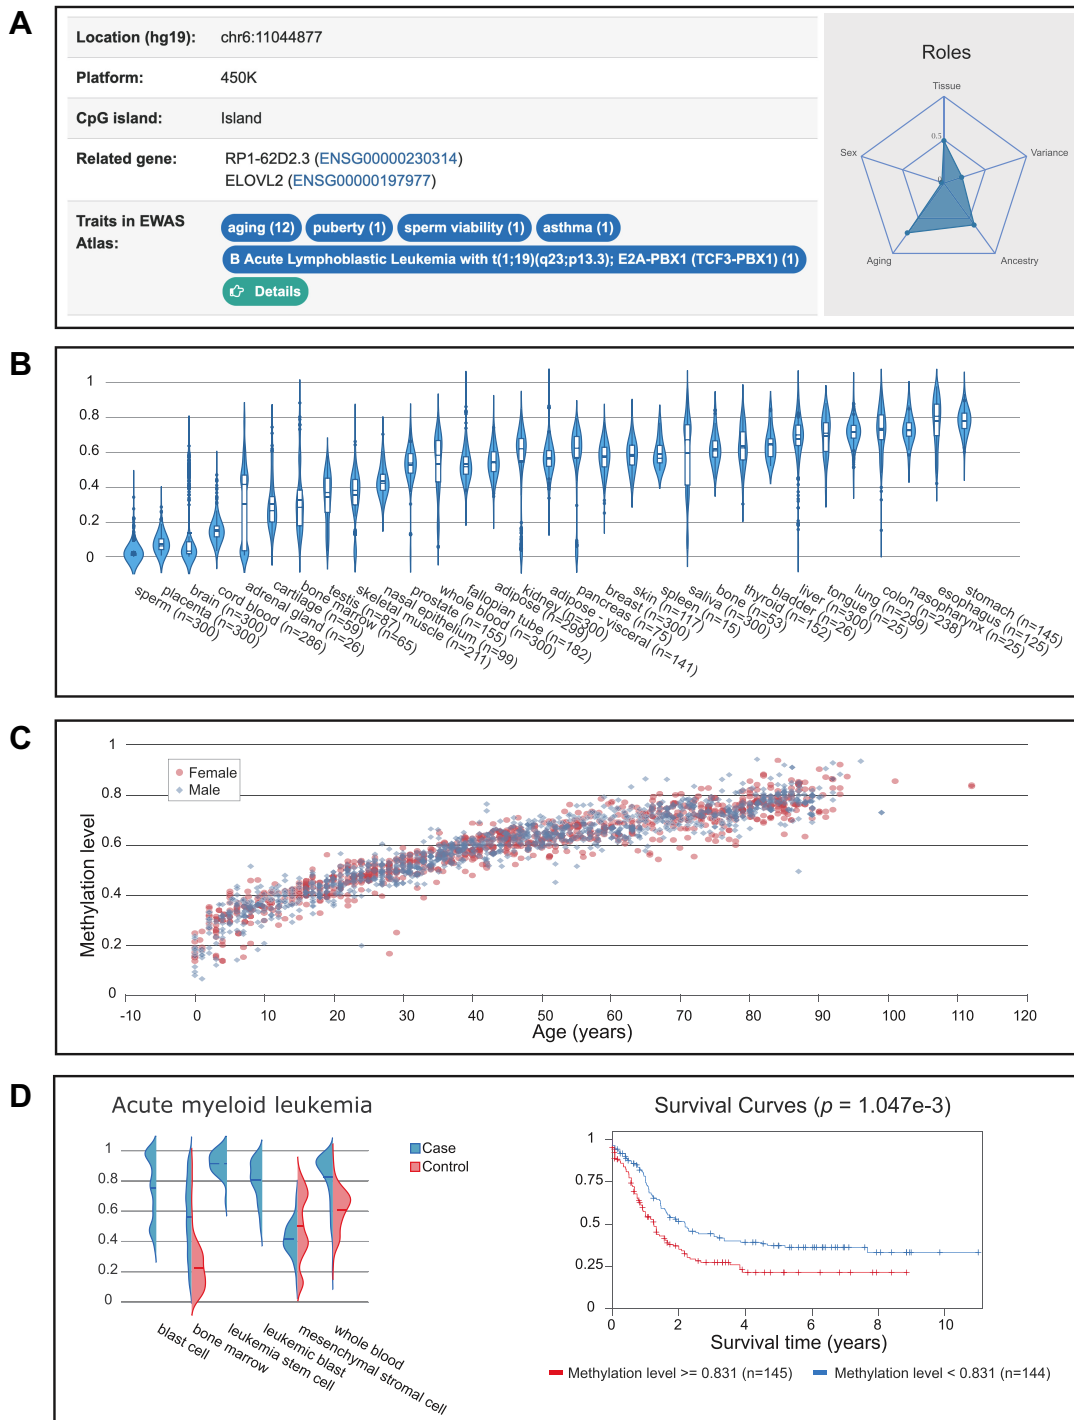 A
Location (hg19): chr6:11044877
Platform: 450K
CpG island: Island
Related gene: RP1-62D2.3 (ENSG00000230314)
ELOVL2 (ENSG00000197977)
Traits in EWAS Atlas:
aging (12) puberty (1) sperm viability (1) asthma (1)
B Acute Lymphoblastic Leukemia with t(1;19)(q23;p13.3); E2A-PBX1 (TCF3-PBX1) (1)
Details
Roles
Tissue
Variance
Ancestry
Aging
Sex
0.5
0
B
1
0.8
0.6
0.4
0.2
0
sperm (n=300)
placenta (n=300)
brain (n=300)
cord blood (n=286)
adrenal gland (n=26)
cartilage (n=59)
bone marrow (n=65)
testis (n=87)
skeletal muscle (n=211)
nasal epithelium (n=99)
prostate (n=155)
whole blood (n=300)
fallopian tube (n=182)
adipose (n=299)
kidney (n=300)
adipose - visceral (n=141)
pancreas (n=75)
breast (n=300)
skin (n=117)
spleen (n=15)
saliva (n=300)
bone (n=53)
thyroid (n=152)
bladder (n=26)
liver (n=300)
tongue (n=25)
lung (n=299)
colon (n=238)
nasopharynx (n=25)
esophagus (n=125)
stomach (n=145)
C
1
0.8
0.6
0.4
0.2
0
Methylation level
Female
Male
-10 0 10 20 30 40 50 60 70 80 90 100 110 120
Age (years)
D
Acute myeloid leukemia
1
0.8
0.6
0.4
0.2
0
Case
Control
blast cell
bone marrow
leukemia stem cell
leukemic blast
mesenchymal stromal cell
whole blood
Survival Curves (p = 1.047e-3)
1
0.75
0.5
0.25
0
0 2 4 6 8 10
Survival time (years)
Methylation level >= 0.831 (n=145) Methylation level < 0.831 (n=144)